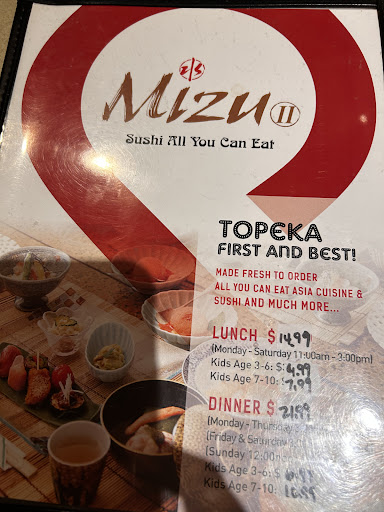 Mizu II
Sushi All You Can Eat
TOPEKA
FIRST AND BEST!
MADE FRESH TO ORDER
ALL YOU CAN EAT ASIA CUISINE &
SUSHI AND MUCH MORE...
LUNCH $ 14.99
(Monday - Saturday 11:00am - 3:00pm)
Kids Age 3-6: $ 4.99
Kids Age 7-10: $ 7.99
DINNER $ 21.99
(Monday - Thursday
(Friday & Saturday
(Sunday 12:00
Kids Age 3-6: $
Kids Age 7-10: